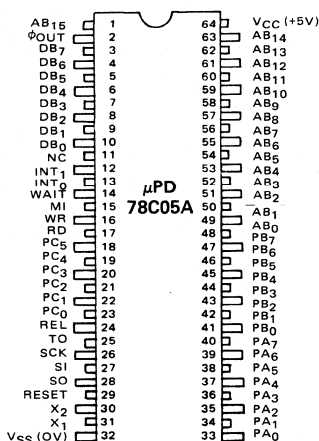 AB15 1 64 VCC (+5V)
φOUT 2 63 AB14
DB7 3 62 AB13
DB6 4 61 AB12
DB5 5 60 AB11
DB4 6 59 AB10
DB3 7 58 AB9
DB2 8 57 AB8
DB1 9 56 AB7
DB0 10 55 AB6
NC 11 54 AB5
INT1 12 53 AB4
INT0 13 52 AB3
WAIT 14 51 AB2
μPD
78C05A
MI 15 50 AB1
WR 16 49 AB0
RD 17 48 PB7
PC5 18 47 PB6
PC4 19 46 PB5
PC3 20 45 PB4
PC2 21 44 PB3
PC1 22 43 PB2
PC0 23 42 PB1
REL 24 41 PB0
TO 25 40 PA7
SCK 26 39 PA6
SI 27 38 PA5
SO 28 37 PA4
RESET 29 36 PA3
X2 30 35 PA2
X1 31 34 PA1
VSS (0V) 32 33 PA0